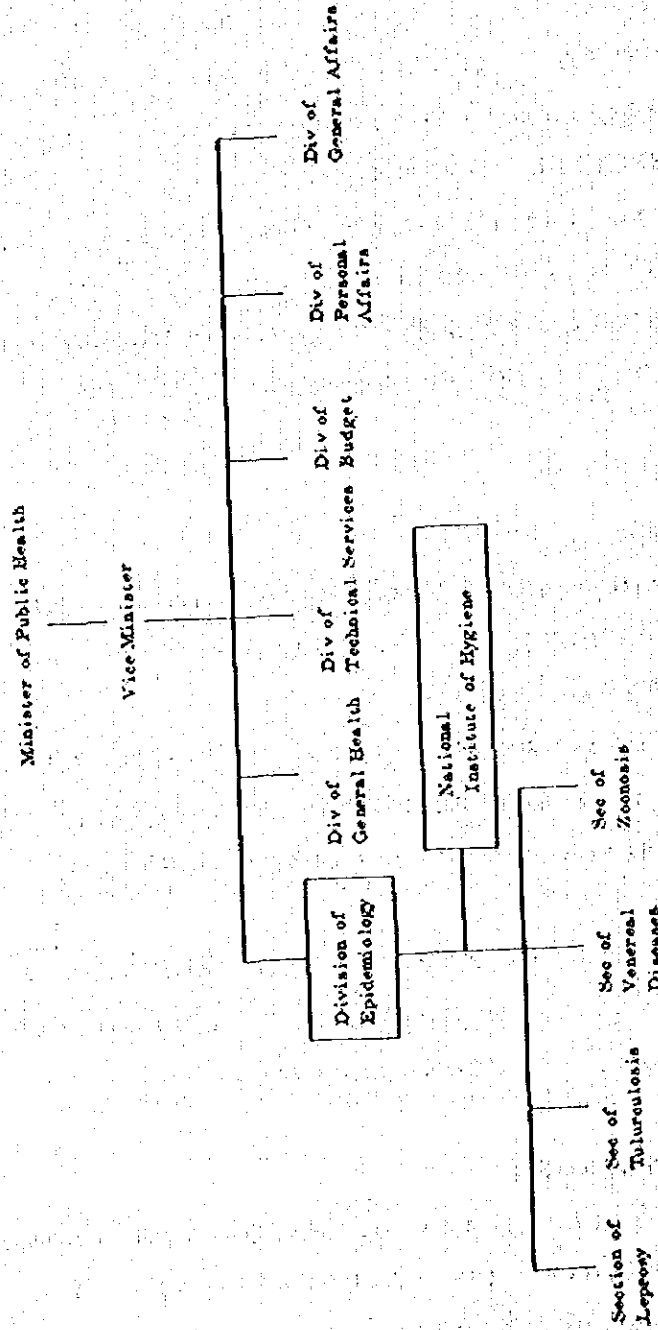 Minister of Public Health
Vice Minister
Division of
Epidemiology
Div of
General Health
Div of
Technical Services
Div of
Budget
Div of
Personal
Affairs
Div of
General Affairs
National
Institute of Hygiene
Section of
Leprosy
Sec of
Tulurculosis
Sec of
Venereal
Diseases
Sec of
Zoonosis